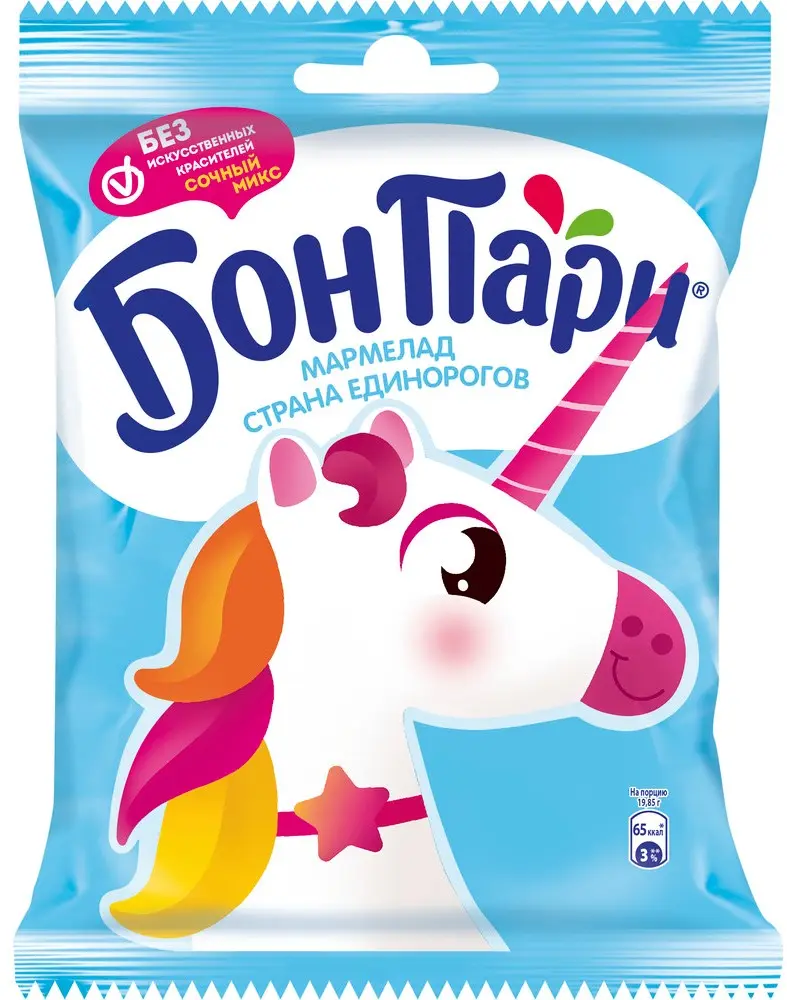 БЕЗ
ИСКУССТВЕННЫХ
КРАСИТЕЛЕЙ
СОЧНЫЙ
МИКС
Бон Пари®
МАРМЕЛАД
СТРАНА ЕДИНОРОГОВ
На порцию
19,85 г
65 ккал*
3%**